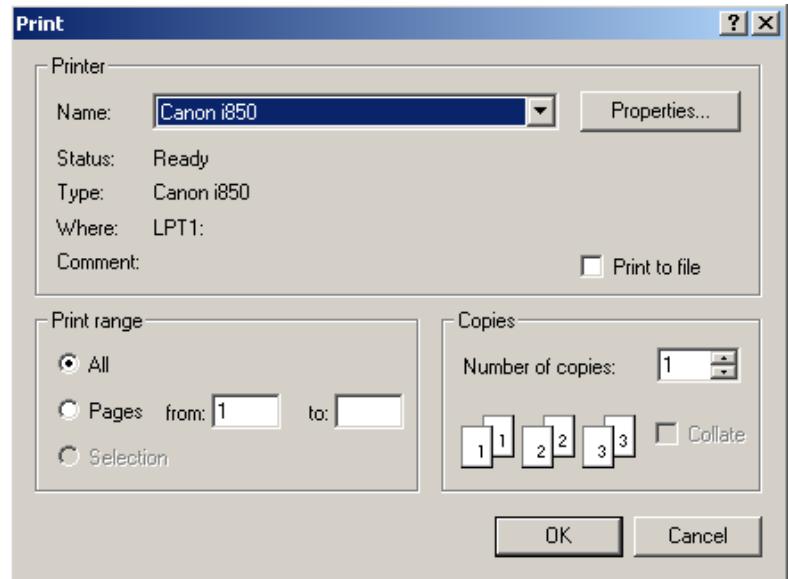 Print
Printer
Name: Canon i850 Properties...
Status: Ready
Type: Canon i850
Where: LPT1:
Comment: Print to file
Print range
All
Pages from: 1 to:
Selection
Copies
Number of copies: 1
1 1 2 2 3 3 Collate
OK Cancel